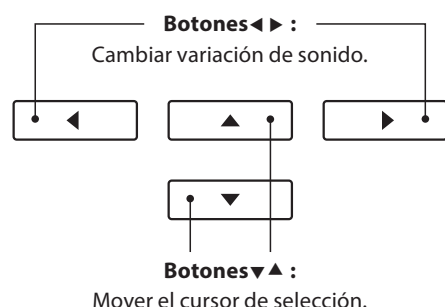 Botones◀ ▶ :
Cambiar variación de sonido.
Botones▼▲ :
Mover el cursor de selección.